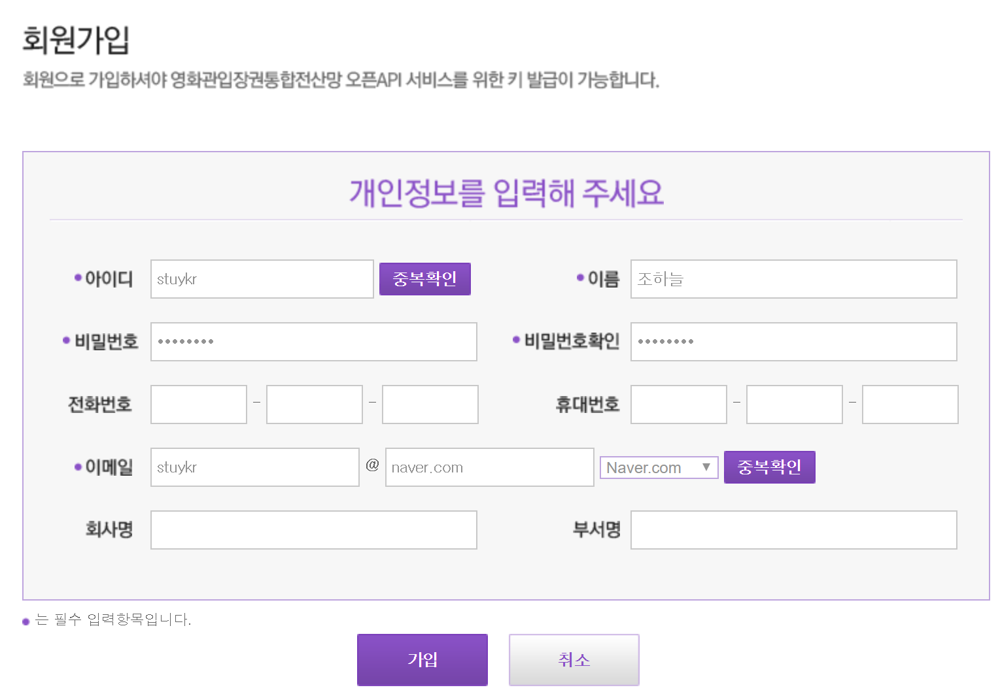 회원가입
회원으로 가입하셔야 영화관입장권통합전산망 오픈API 서비스를 위한 키 발급이 가능합니다.
개인정보를 입력해 주세요
•아이디 stuykr 중복확인 •이름 조하늘
•비밀번호 •••••••• •비밀번호확인 ••••••••
전화번호 - - 휴대번호 - -
•이메일 stuykr @ naver.com Naver.com ▼ 중복확인
회사명 부서명
• 는 필수 입력항목입니다.
가입 취소